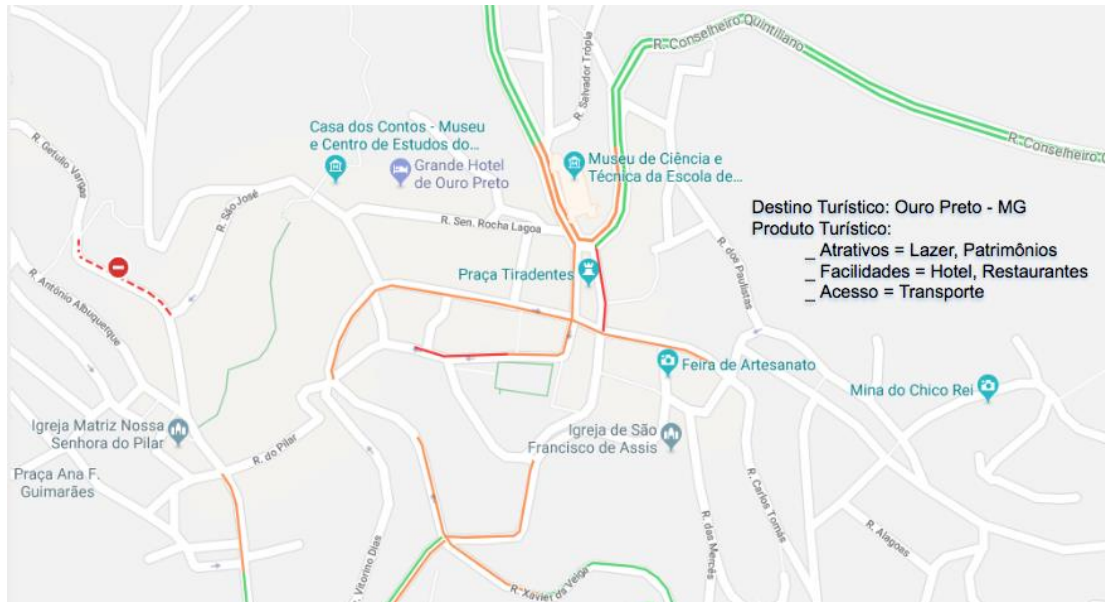 R. Conselheiro Quintiliano
R. Salvador Trópia
R. Conselheiro Q
R. Getúlio Vargas
Casa dos Contos - Museu
e Centro de Estudos do...
Grande Hotel
de Ouro Preto
Museu de Ciência e
Técnica da Escola de...
R. São José
R. Sen. Rocha Lagoa
R. dos Paulistas
Destino Turístico: Ouro Preto - MG
Produto Turístico:
_ Atrativos = Lazer, Patrimônios
_ Facilidades = Hotel, Restaurantes
_ Acesso = Transporte
Praça Tiradentes
R. Antônio Albuquerque
Feira de Artesanato
Mina do Chico Rei
Igreja Matriz Nossa
Senhora do Pilar
R. do Pilar
Igreja de São
Francisco de Assis
Praça Ana F.
Guimarães
R. Carlos Tomás
R. das Mercês
R. Alagoas
R. Vitorino Dias
R. Xavier da Veiga